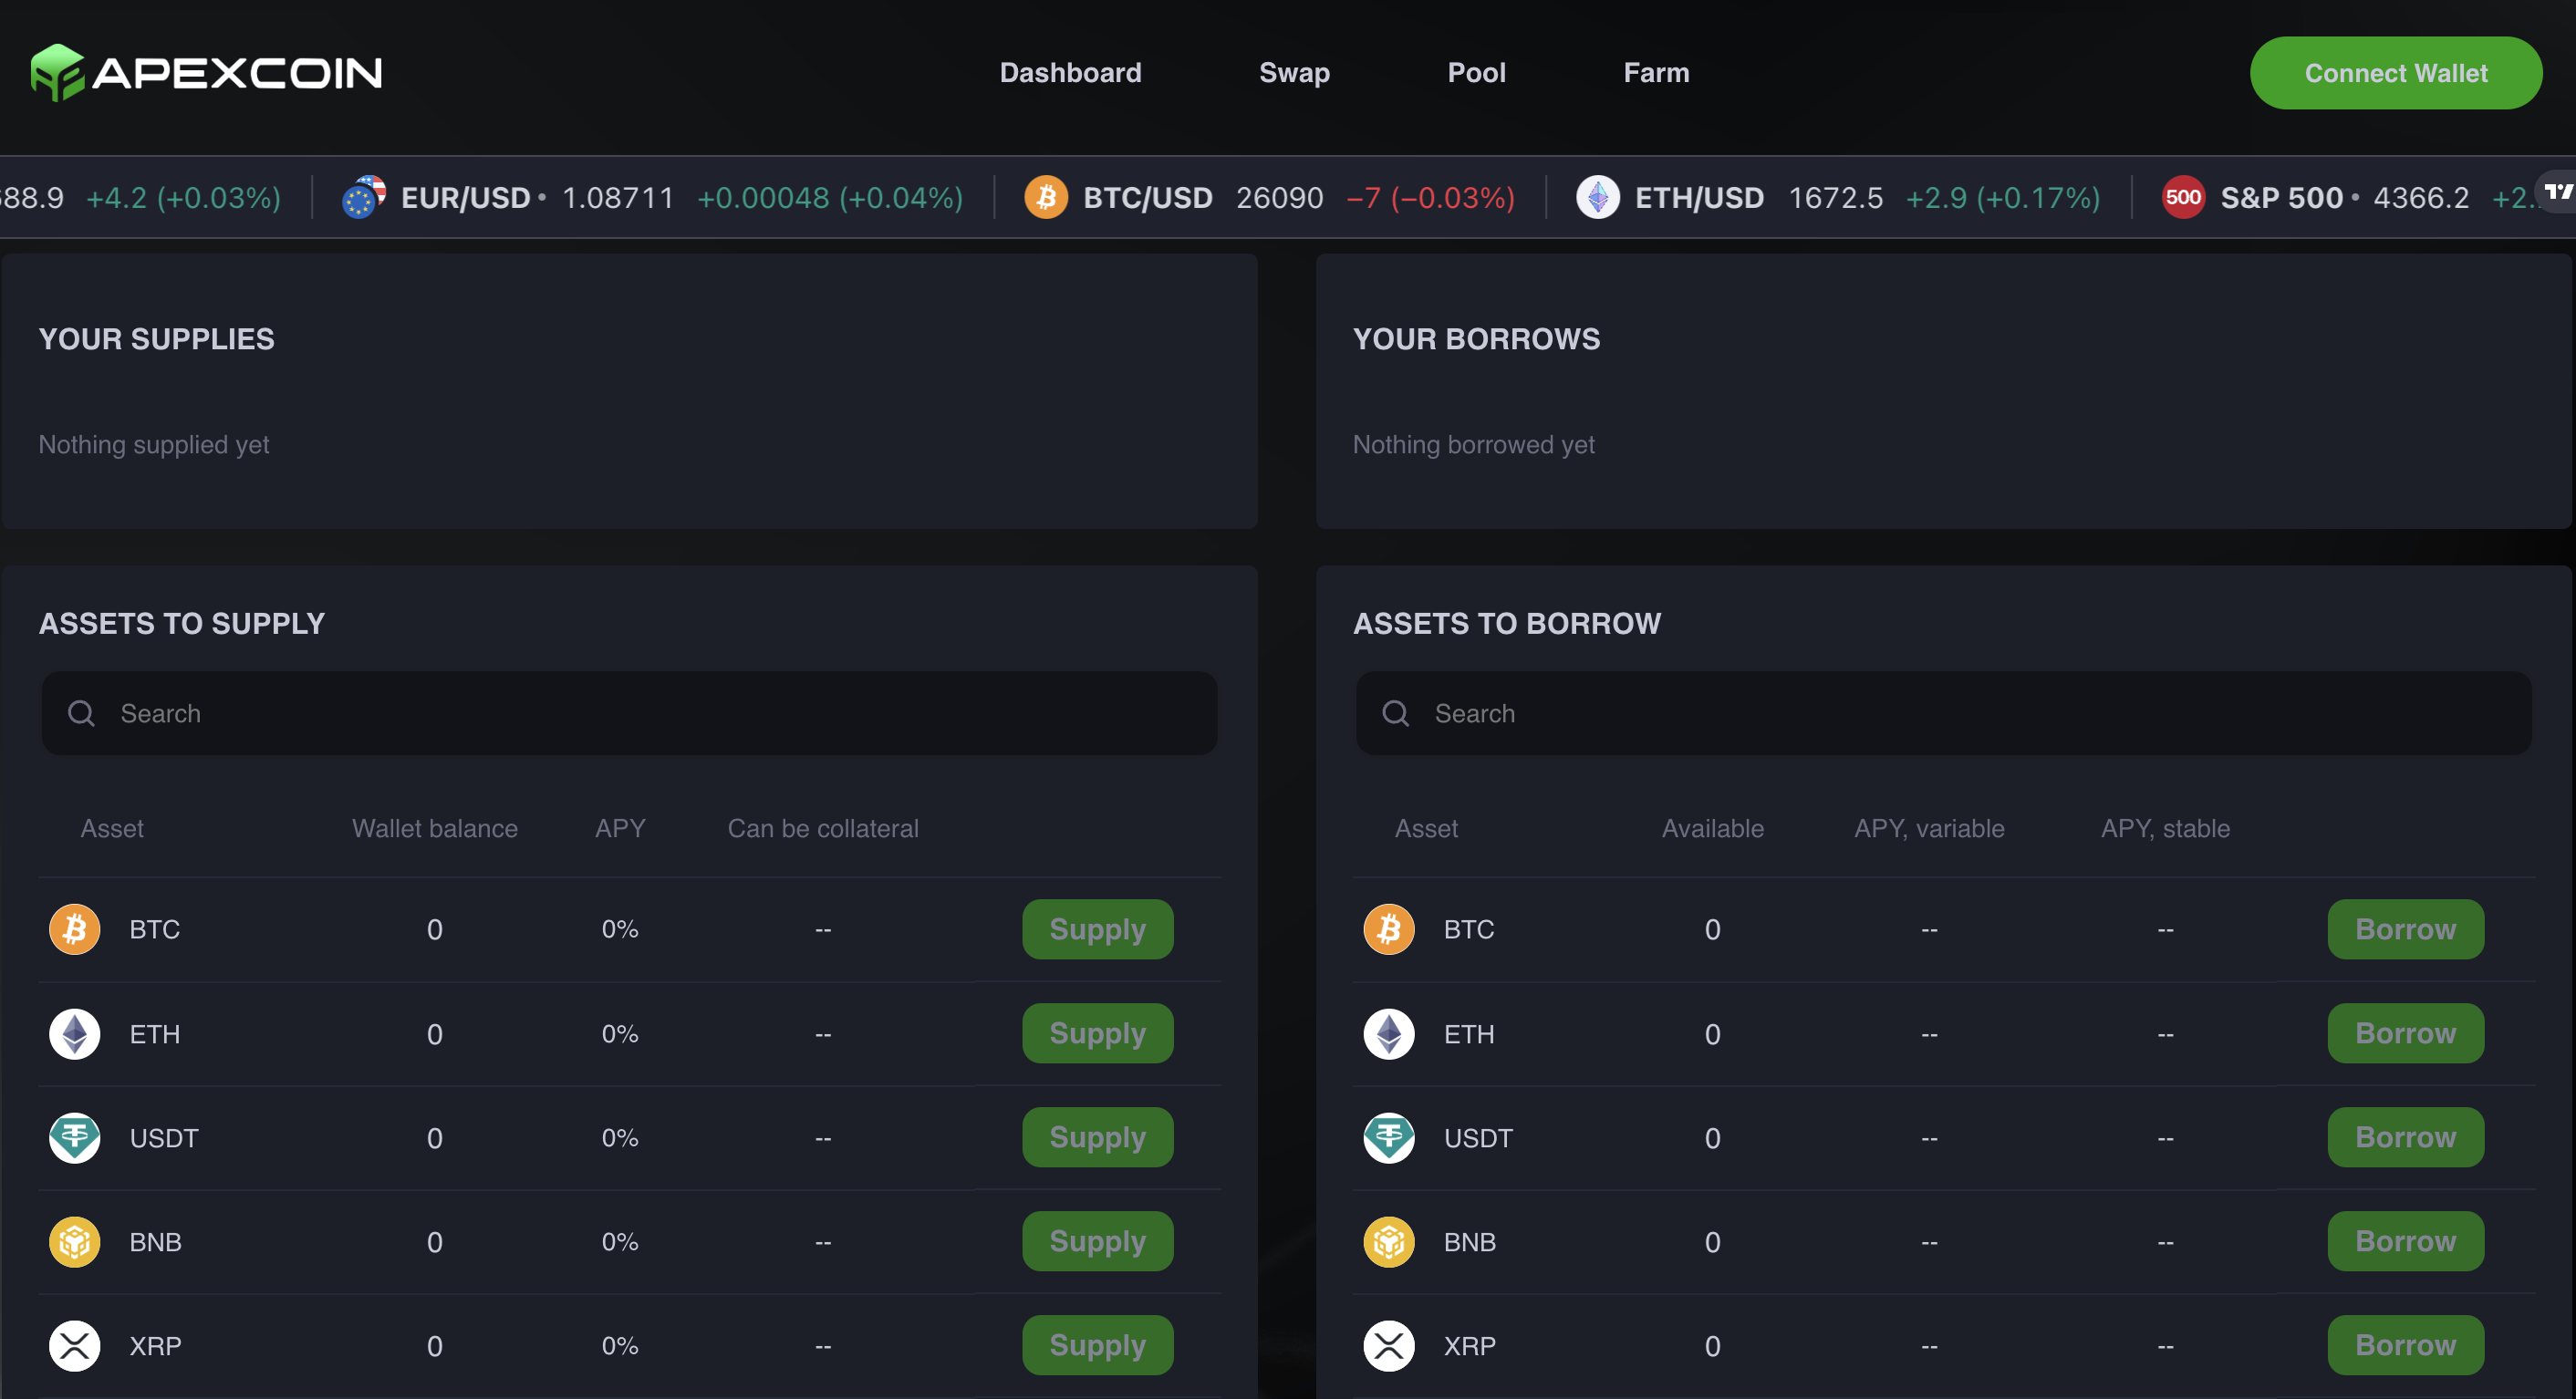 APEXCOIN Dashboard Swap Pool Farm Connect Wallet
88.9 +4.2 (+0.03%) EUR/USD • 1.08711 +0.00048 (+0.04%) BTC/USD 26090 −7 (−0.03%) ETH/USD 1672.5 +2.9 (+0.17%) 500 S&P 500 • 4366.2 +2.
YOUR SUPPLIES
Nothing supplied yet
YOUR BORROWS
Nothing borrowed yet
ASSETS TO SUPPLY
Search
Asset Wallet balance APY Can be collateral
BTC 0 0% -- Supply
ETH 0 0% -- Supply
USDT 0 0% -- Supply
BNB 0 0% -- Supply
XRP 0 0% -- Supply
ASSETS TO BORROW
Search
Asset Available APY, variable APY, stable
BTC 0 -- -- Borrow
ETH 0 -- -- Borrow
USDT 0 -- -- Borrow
BNB 0 -- -- Borrow
XRP 0 -- -- Borrow